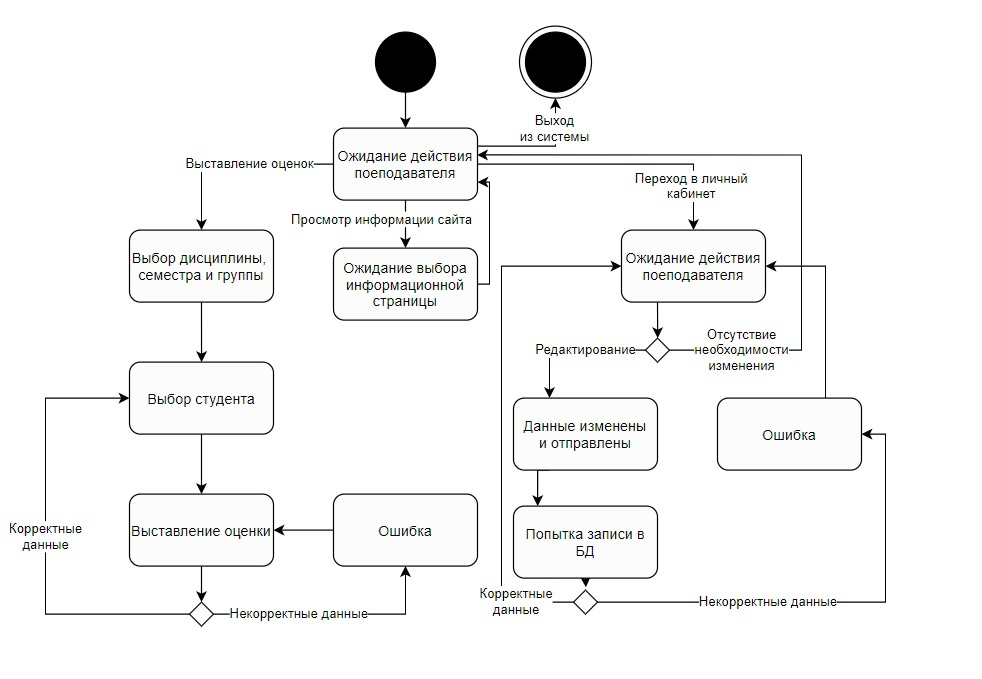 Выход
из системы
Ожидание действия
поеподавателя
Выставление оценок
Переход в личный
кабинет
Просмотр информации сайта
Выбор дисциплины,
семестра и группы
Ожидание выбора
информационной
страницы
Ожидание действия
поеподавателя
Отсутствие
необходимости
изменения
Редактирование
Выбор студента
Данные изменены
и отправлены
Ошибка
Корректные
данные
Выставление оценки
Ошибка
Попытка записи в
БД
Некорректные данные
Корректные
данные
Некорректные данные